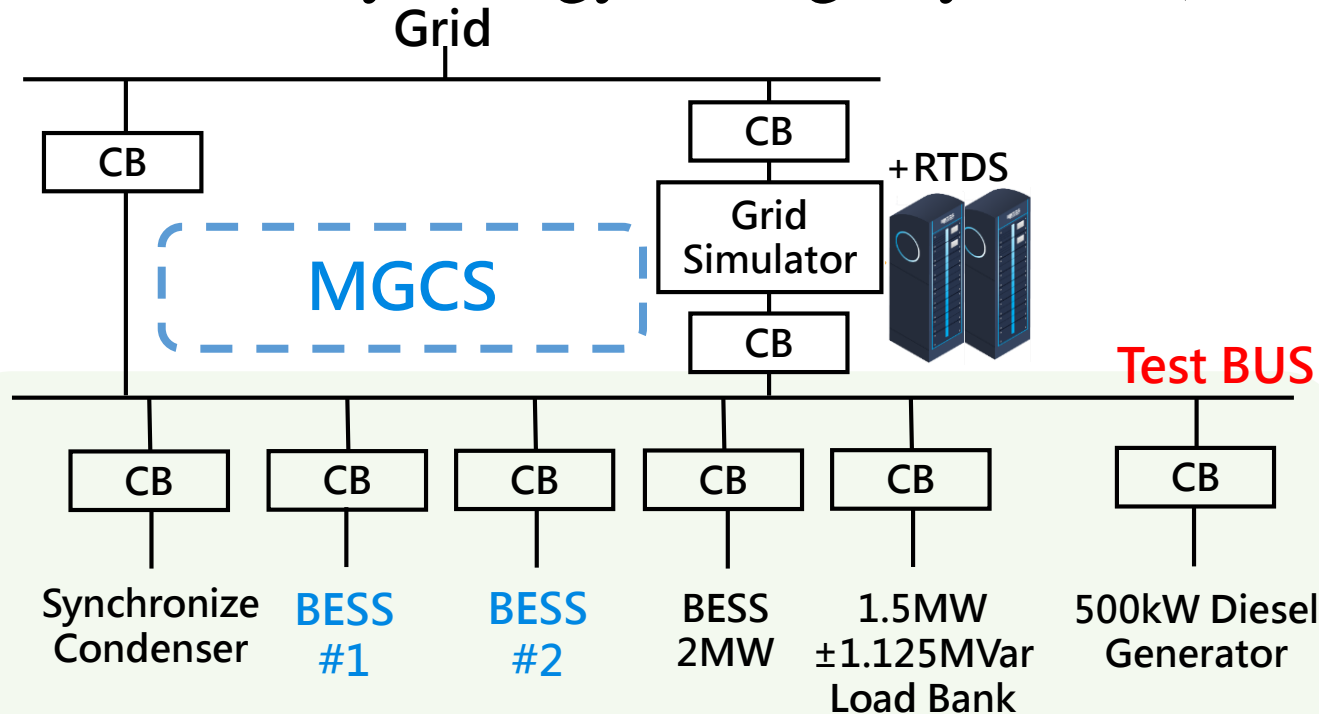 Grid
CB
CB
+RTDS
Grid
Simulator
MGCS
CB
Test BUS
CB
CB
CB
CB
CB
CB
Synchronize
Condenser
BESS
#1
BESS
#2
BESS
2MW
1.5MW
±1.125MVar
Load Bank
500kW Diesel
Generator